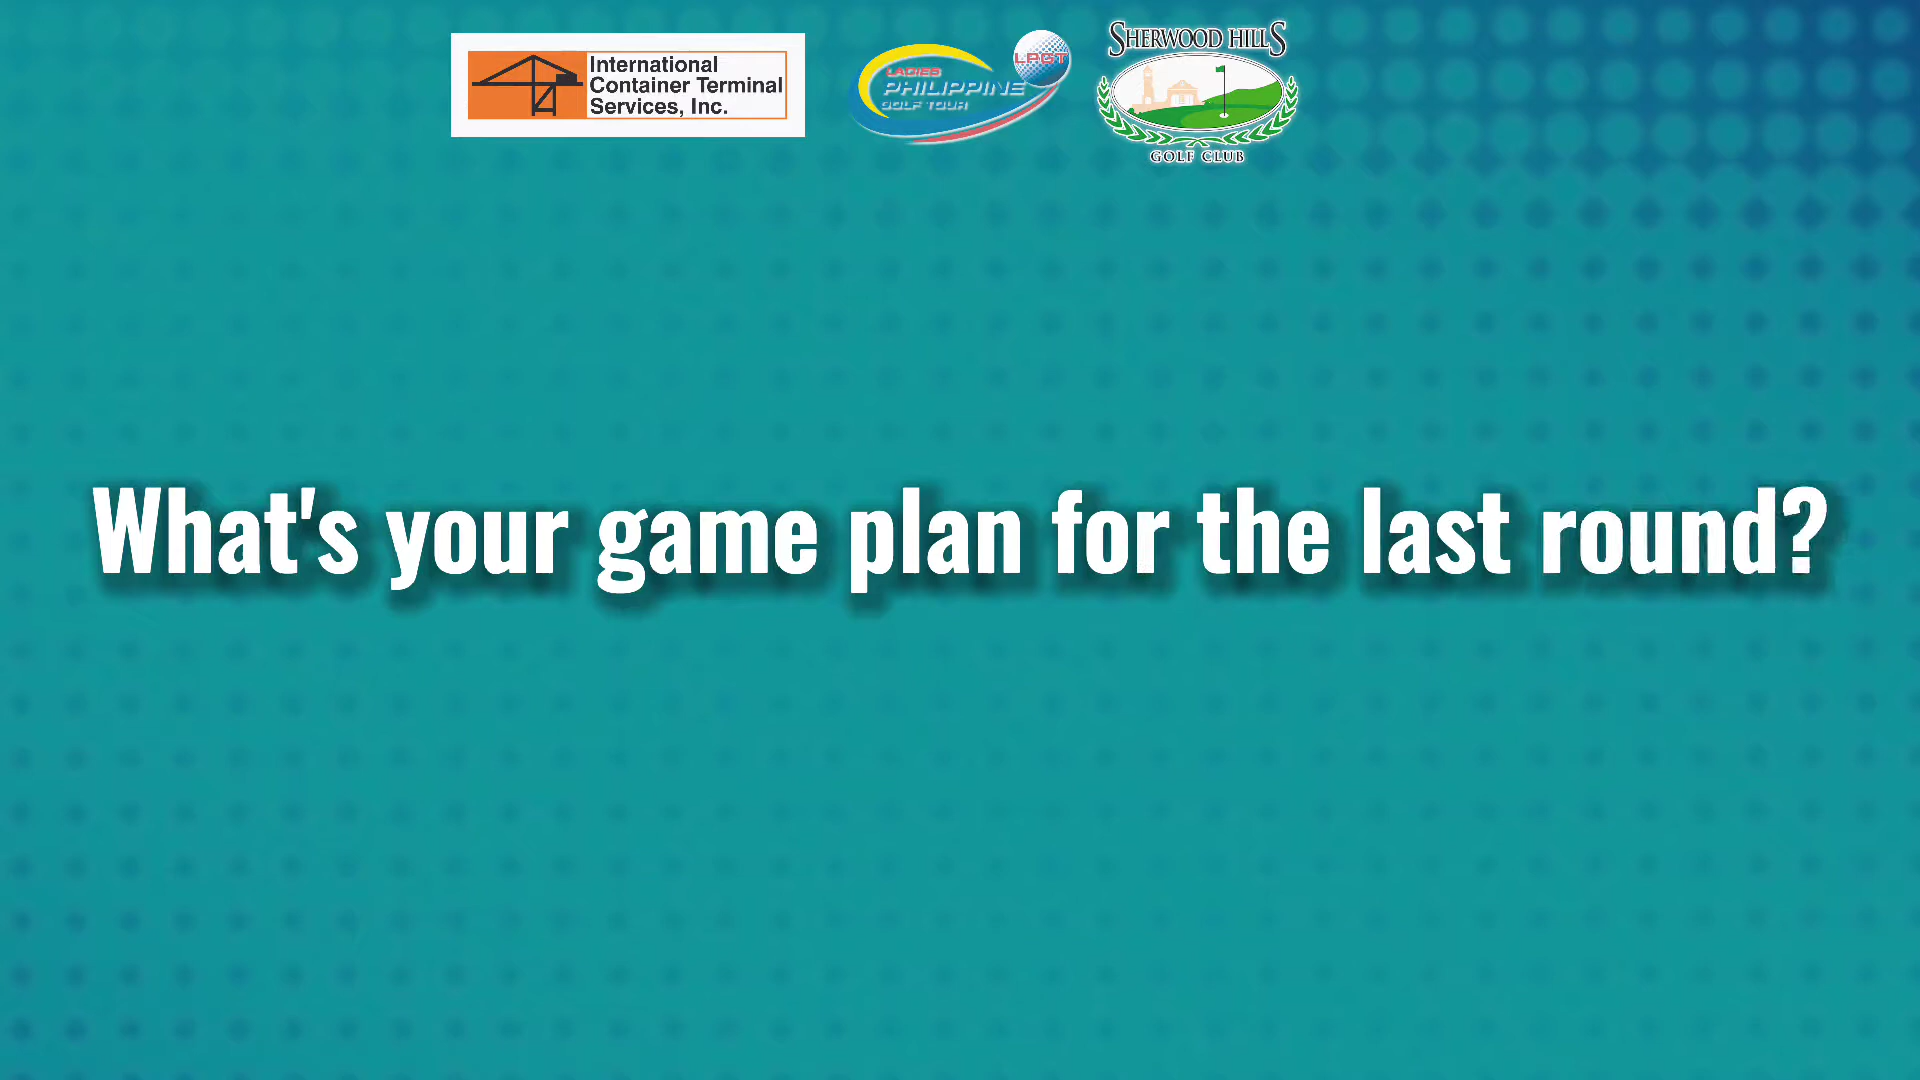 International
Container Terminal
Services, Inc.
LADIES
PHILIPPINE
GOLF TOUR
LPGT
SHERWOOD HILLS
GOLF CLUB
What's your game plan for the last round?